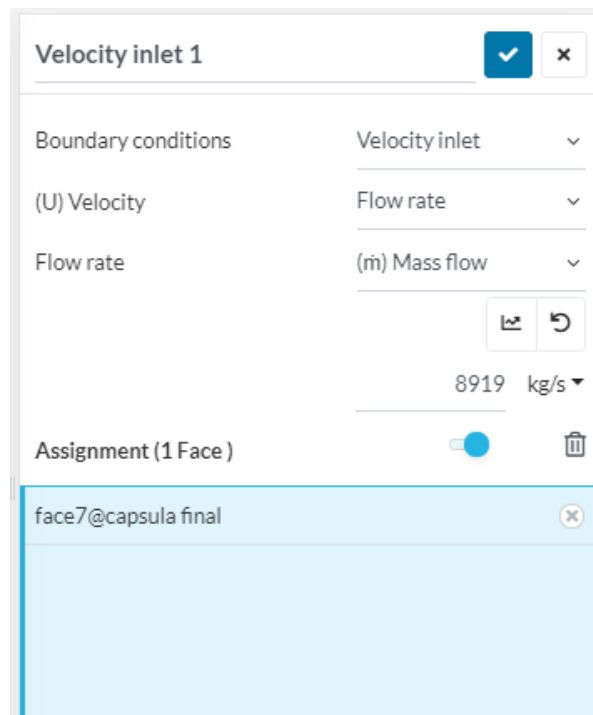 Velocity inlet 1
Boundary conditions Velocity inlet
(U) Velocity Flow rate
Flow rate (ṁ) Mass flow
8919 kg/s
Assignment (1 Face )
face7@capsula final